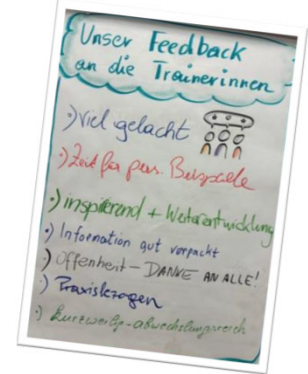 Unser Feedback
an die Trainerinnen
·) viel gelacht
·) Zeit für pers. Beispiele
·) inspirierend + Weiterentwicklung
·) Information gut verpackt
·) Offenheit – DANKE AN ALLE!
·) Praxisbezogen
·) kurzweilig – abwechslungsreich